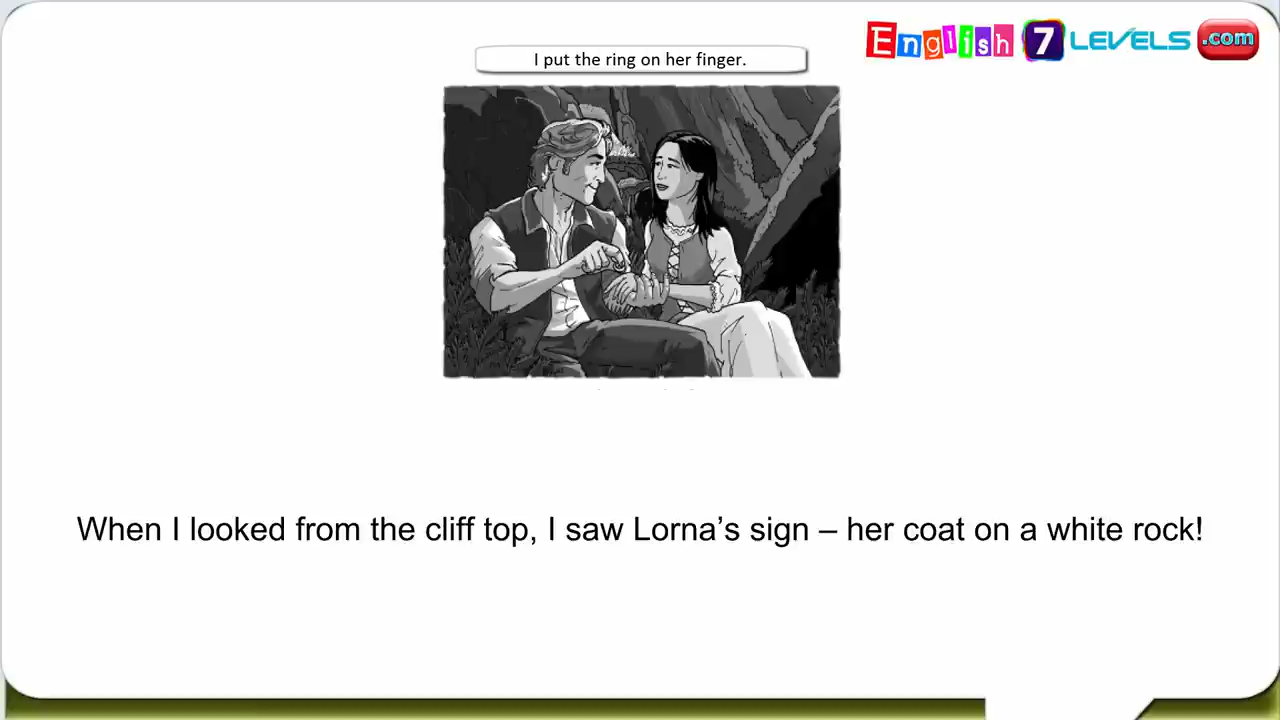 English 7 LEVELS .com
I put the ring on her finger.
When I looked from the cliff top, I saw Lorna’s sign – her coat on a white rock!